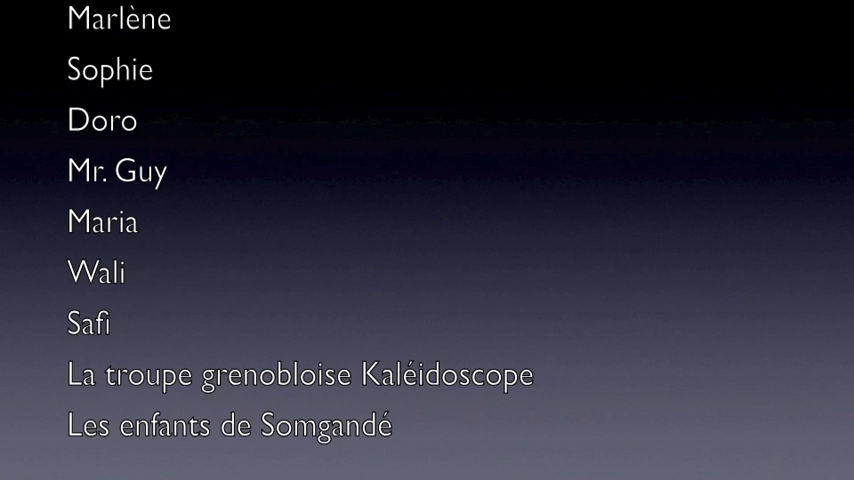 Marlène
Sophie
Doro
Mr. Guy
Maria
Wali
Safi
La troupe grenobloise Kaléidoscope
Les enfants de Somgandé